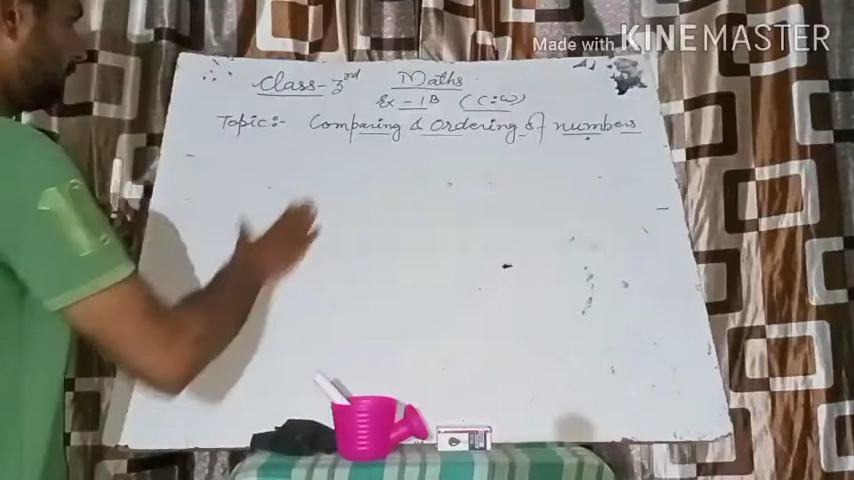 Made with KINEMASTER
Class-3rd Maths
Ex-1B (C:W)
Topic:- Comparing & Ordering of numbers